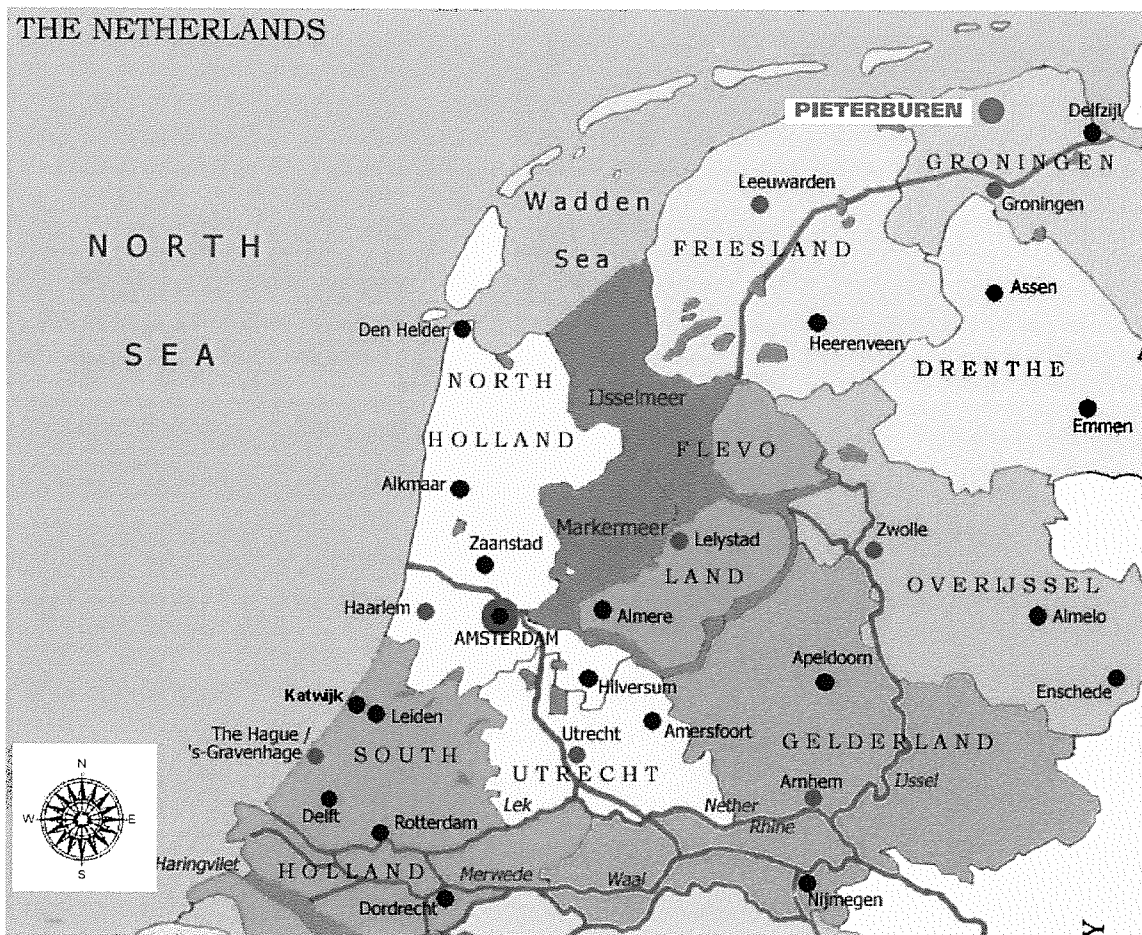 THE NETHERLANDS
PIETERBUREN
Delfzijl
GRONINGEN
Leeuwarden
Groningen
Wadden
Sea
NORTH
SEA
FRIESLAND
Assen
Den Helder
Heerenveen
DRENTHE
NORTH
HOLLAND
IJsselmeer
Emmen
FLEVO
Alkmaar
Markermeer
Lelystad
Zwolle
Zaanstad
LAND
OVERIJSSEL
Haarlem
AMSTERDAM
Almere
Almelo
Apeldoorn
Hilversum
Enschede
Katwijk
Leiden
Amersfoort
The Hague /
's-Gravenhage
SOUTH
Utrecht
UTRECHT
GELDERLAND
N
W
E
S
Delft
Rotterdam
Lek
Nether
Rhine
Arnhem
IJssel
Haringvliet
HOLLAND
Merwede
Waal
Dordrecht
Nijmegen
Y